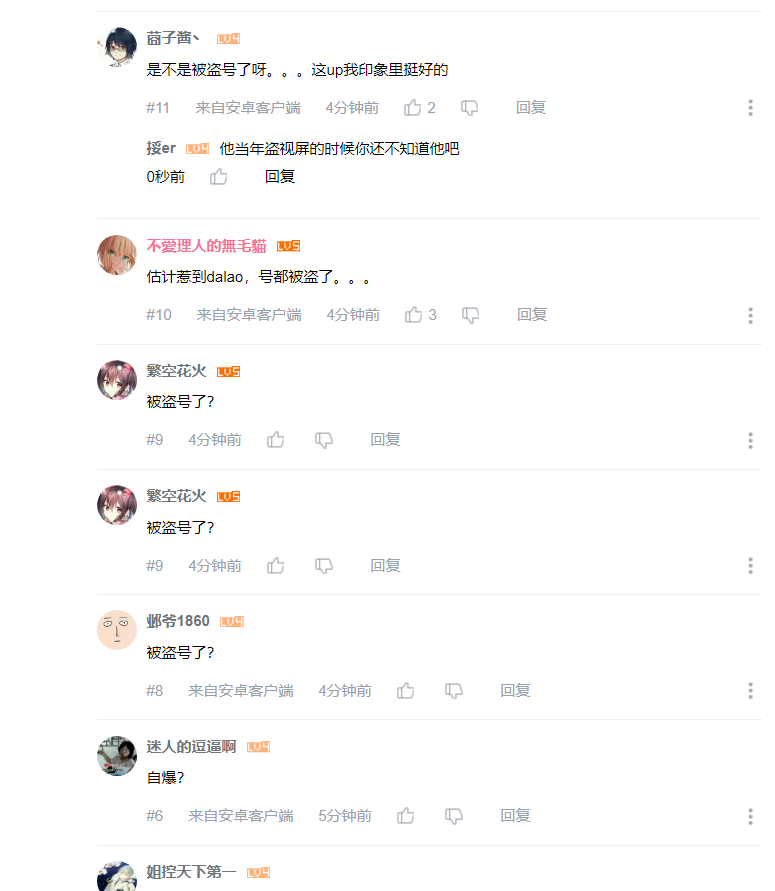 莔子酱丶 LV4
是不是被盗号了呀。。。这up我印象里挺好的
#11 来自安卓客户端 4分钟前 2 回复
挼er LV4 他当年盗视屏的时候你还不知道他吧
0秒前 回复
不愛理人的無毛貓 LV5
估计惹到dalao，号都被盗了。。。
#10 来自安卓客户端 4分钟前 3 回复
繁空花火 LV5
被盗号了?
#9 4分钟前 回复
繁空花火 LV5
被盗号了?
#9 4分钟前 回复
邺爷1860 LV4
被盗号了?
#8 来自安卓客户端 4分钟前 回复
迷人的逗逼啊 LV4
自爆?
#6 来自安卓客户端 5分钟前 回复
姐控天下第一 LV4